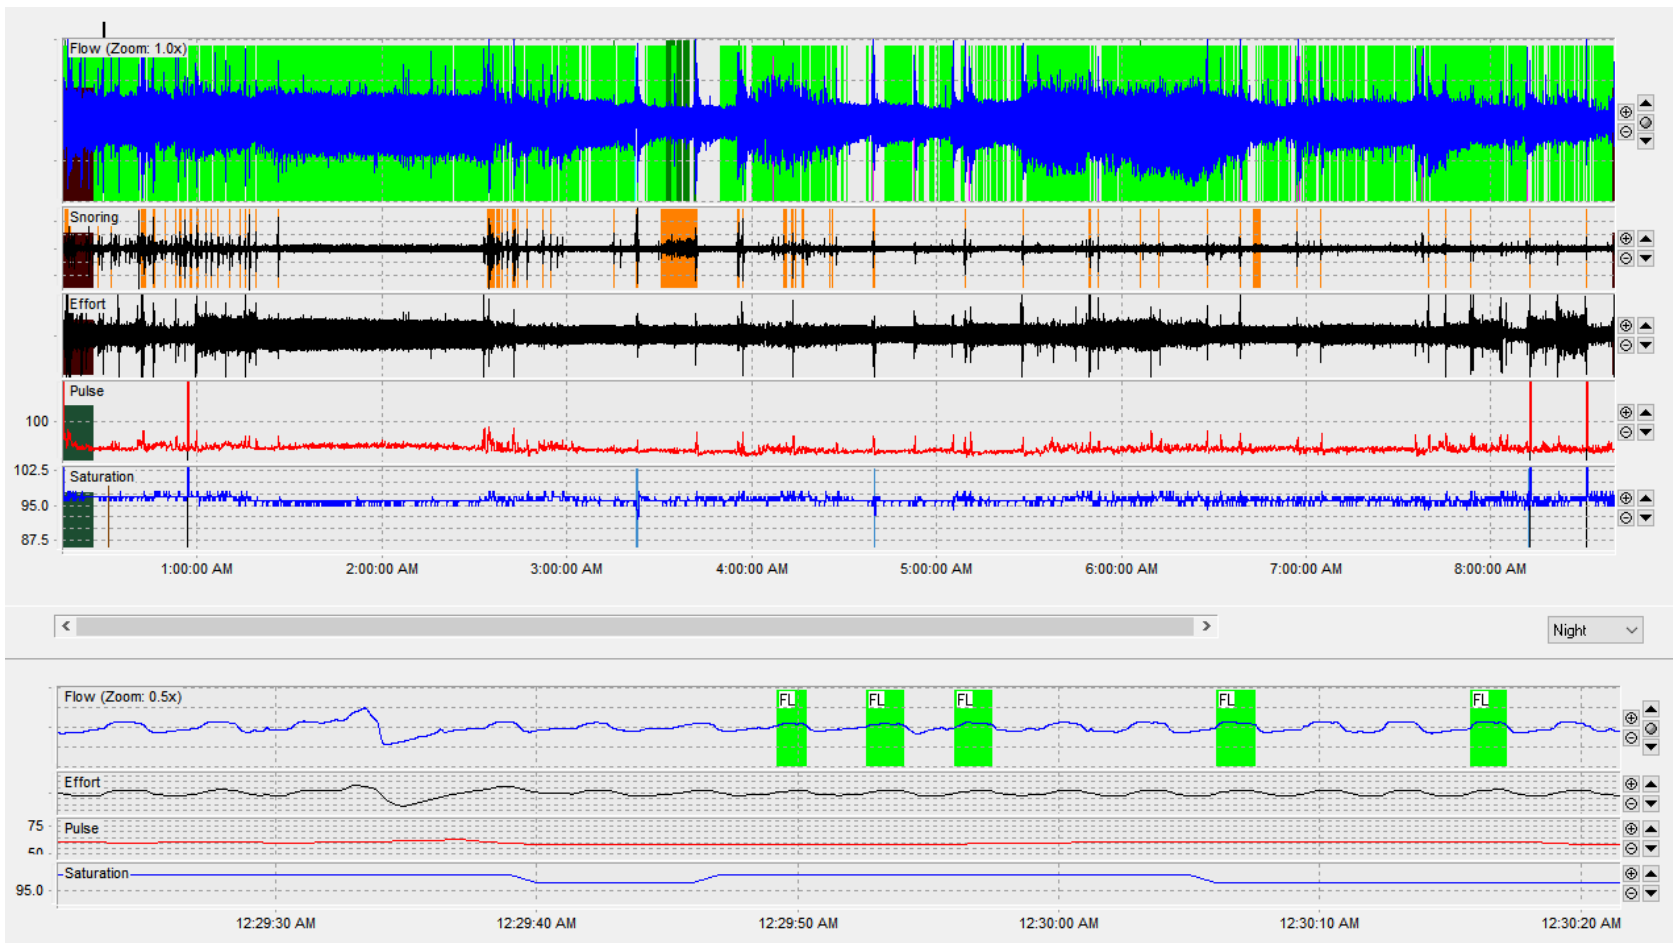 Flow (Zoom: 1.0x)
Snoring
Effort
Pulse
100
102.5
Saturation
95.0
87.5
1:00:00 AM 2:00:00 AM 3:00:00 AM 4:00:00 AM 5:00:00 AM 6:00:00 AM 7:00:00 AM 8:00:00 AM
Night
Flow (Zoom: 0.5x)
FL FL FL FL FL
Effort
75
Pulse
50
Saturation
95.0
12:29:30 AM 12:29:40 AM 12:29:50 AM 12:30:00 AM 12:30:10 AM 12:30:20 AM